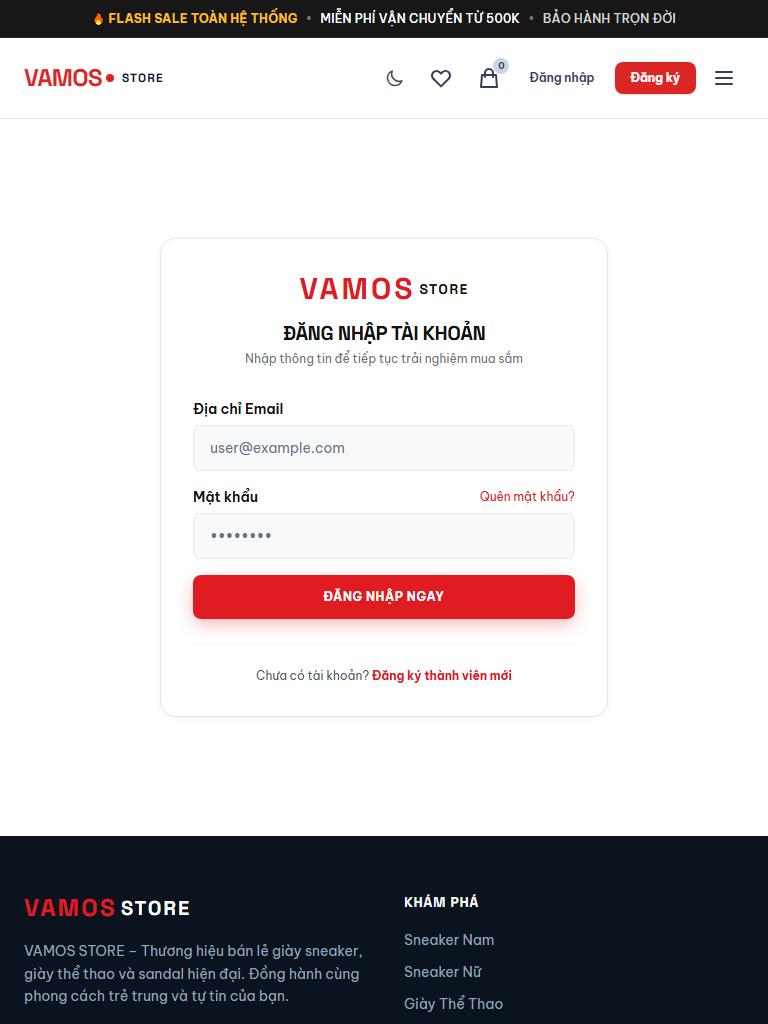 🔥 FLASH SALE TOÀN HỆ THỐNG • MIỄN PHÍ VẬN CHUYỂN TỪ 500K • BẢO HÀNH TRỌN ĐỜI
VAMOS STORE
0
Đăng nhập
Đăng ký
VAMOS STORE
ĐĂNG NHẬP TÀI KHOẢN
Nhập thông tin để tiếp tục trải nghiệm mua sắm
Địa chỉ Email
user@example.com
Mật khẩu Quên mật khẩu?
••••••••
ĐĂNG NHẬP NGAY
Chưa có tài khoản? Đăng ký thành viên mới
VAMOS STORE
VAMOS STORE – Thương hiệu bán lẻ giày sneaker,
giày thể thao và sandal hiện đại. Đồng hành cùng
phong cách trẻ trung và tự tin của bạn.
KHÁM PHÁ
Sneaker Nam
Sneaker Nữ
Giày Thể Thao